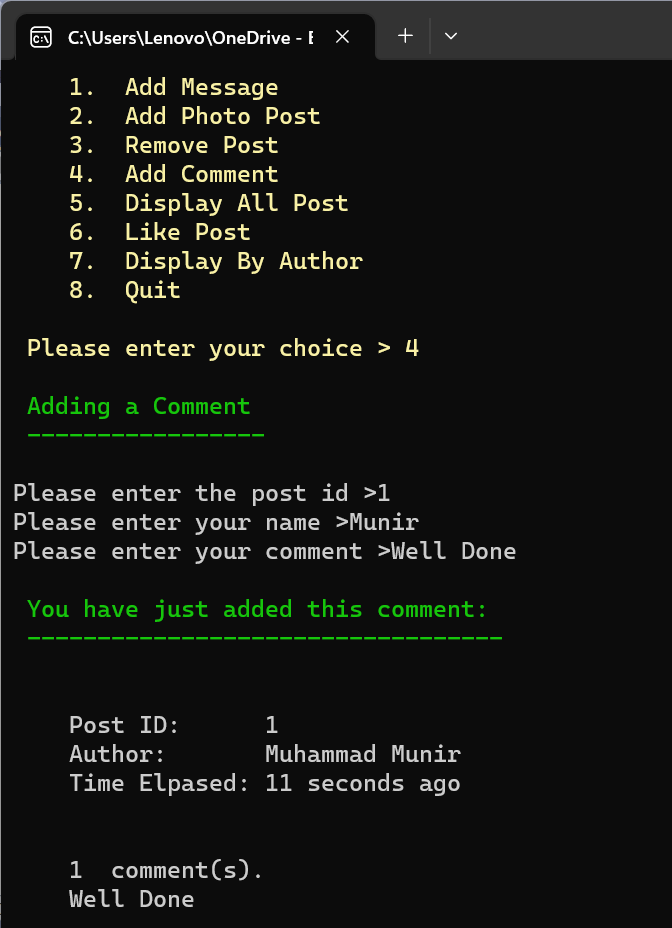 C:\Users\Lenovo\OneDrive - 
1. Add Message
2. Add Photo Post
3. Remove Post
4. Add Comment
5. Display All Post
6. Like Post
7. Display By Author
8. Quit
Please enter your choice > 4
Adding a Comment
-----------------
Please enter the post id >1
Please enter your name >Munir
Please enter your comment >Well Done
You have just added this comment:
----------------------------------
Post ID: 1
Author: Muhammad Munir
Time Elpased: 11 seconds ago
1 comment(s).
Well Done